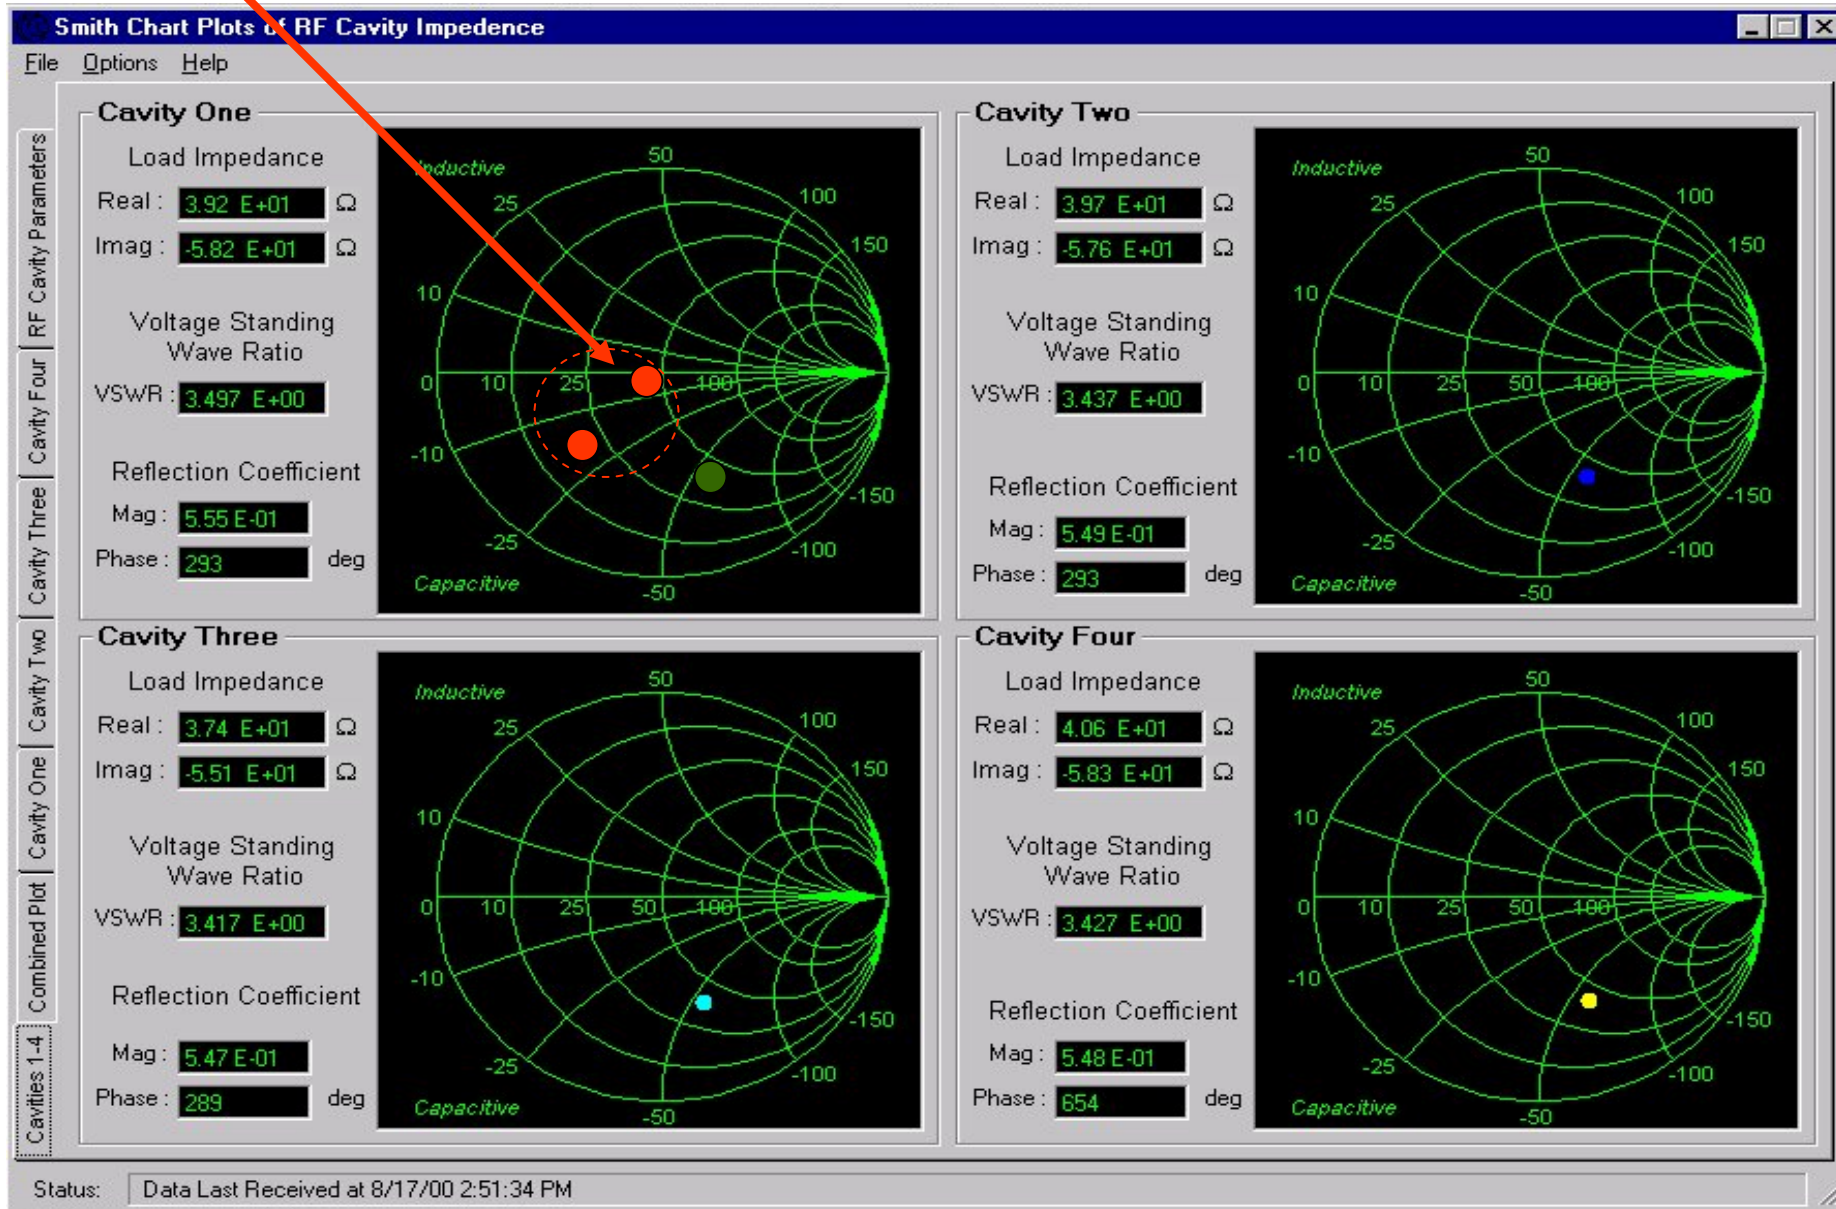 Smith Chart Plots of RF Cavity Impedence
File Options Help
RF Cavity Parameters
Cavity Four
Cavity Three
Cavity Two
Cavity One
Combined Plot
Cavities 1-4
Cavity One
Load Impedance
Real : 3.92 E+01 Ω
Imag : -5.82 E+01 Ω
Voltage Standing
Wave Ratio
VSWR : 3.497 E+00
Reflection Coefficient
Mag : 5.55 E-01
Phase : 293 deg
Inductive
50
25
100
150
10
0 10 25 100
-10
-150
-25
-100
Capacitive
-50
Cavity Two
Load Impedance
Real : 3.97 E+01 Ω
Imag : -5.76 E+01 Ω
Voltage Standing
Wave Ratio
VSWR : 3.437 E+00
Reflection Coefficient
Mag : 5.49 E-01
Phase : 293 deg
Inductive
50
25
100
150
10
0 10 25 50 100
-10
-150
-25
-100
Capacitive
-50
Cavity Three
Load Impedance
Real : 3.74 E+01 Ω
Imag : -5.51 E+01 Ω
Voltage Standing
Wave Ratio
VSWR : 3.417 E+00
Reflection Coefficient
Mag : 5.47 E-01
Phase : 289 deg
Inductive
50
25
100
150
10
0 10 25 50 100
-10
-150
-25
-100
Capacitive
-50
Cavity Four
Load Impedance
Real : 4.06 E+01 Ω
Imag : -5.83 E+01 Ω
Voltage Standing
Wave Ratio
VSWR : 3.427 E+00
Reflection Coefficient
Mag : 5.48 E-01
Phase : 654 deg
Inductive
50
25
100
150
10
0 10 25 50 100
-10
-150
-25
-100
Capacitive
-50
Status: Data Last Received at 8/17/00 2:51:34 PM